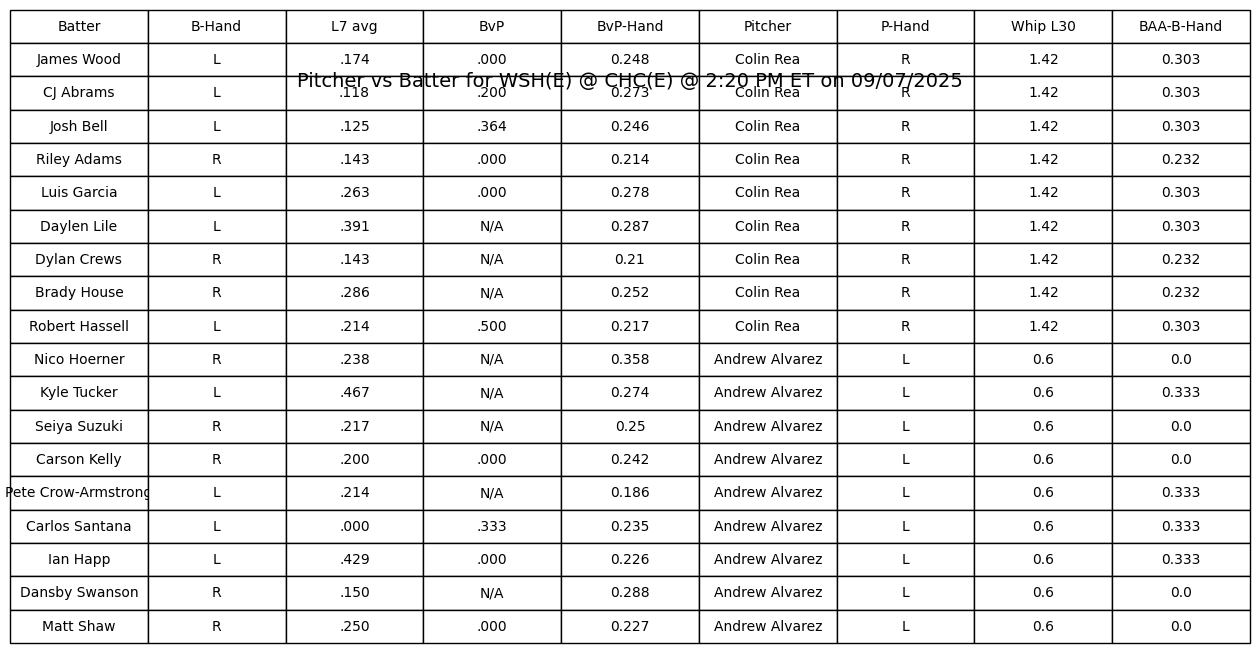 Batter B-Hand L7 avg BvP BvP-Hand Pitcher P-Hand Whip L30 BAA-B-Hand
James Wood L .174 .000 0.248 Colin Rea R 1.42 0.303
Pitcher vs Batter for WSH(E) @ CHC(E) @ 2:20 PM ET on 09/07/2025
CJ Abrams L .118 .200 0.273 Colin Rea R 1.42 0.303
Josh Bell L .125 .364 0.246 Colin Rea R 1.42 0.303
Riley Adams R .143 .000 0.214 Colin Rea R 1.42 0.232
Luis Garcia L .263 .000 0.278 Colin Rea R 1.42 0.303
Daylen Lile L .391 N/A 0.287 Colin Rea R 1.42 0.303
Dylan Crews R .143 N/A 0.21 Colin Rea R 1.42 0.232
Brady House R .286 N/A 0.252 Colin Rea R 1.42 0.232
Robert Hassell L .214 .500 0.217 Colin Rea R 1.42 0.303
Nico Hoerner R .238 N/A 0.358 Andrew Alvarez L 0.6 0.0
Kyle Tucker L .467 N/A 0.274 Andrew Alvarez L 0.6 0.333
Seiya Suzuki R .217 N/A 0.25 Andrew Alvarez L 0.6 0.0
Carson Kelly R .200 .000 0.242 Andrew Alvarez L 0.6 0.0
Pete Crow-Armstrong L .214 N/A 0.186 Andrew Alvarez L 0.6 0.333
Carlos Santana L .000 .333 0.235 Andrew Alvarez L 0.6 0.333
Ian Happ L .429 .000 0.226 Andrew Alvarez L 0.6 0.333
Dansby Swanson R .150 N/A 0.288 Andrew Alvarez L 0.6 0.0
Matt Shaw R .250 .000 0.227 Andrew Alvarez L 0.6 0.0